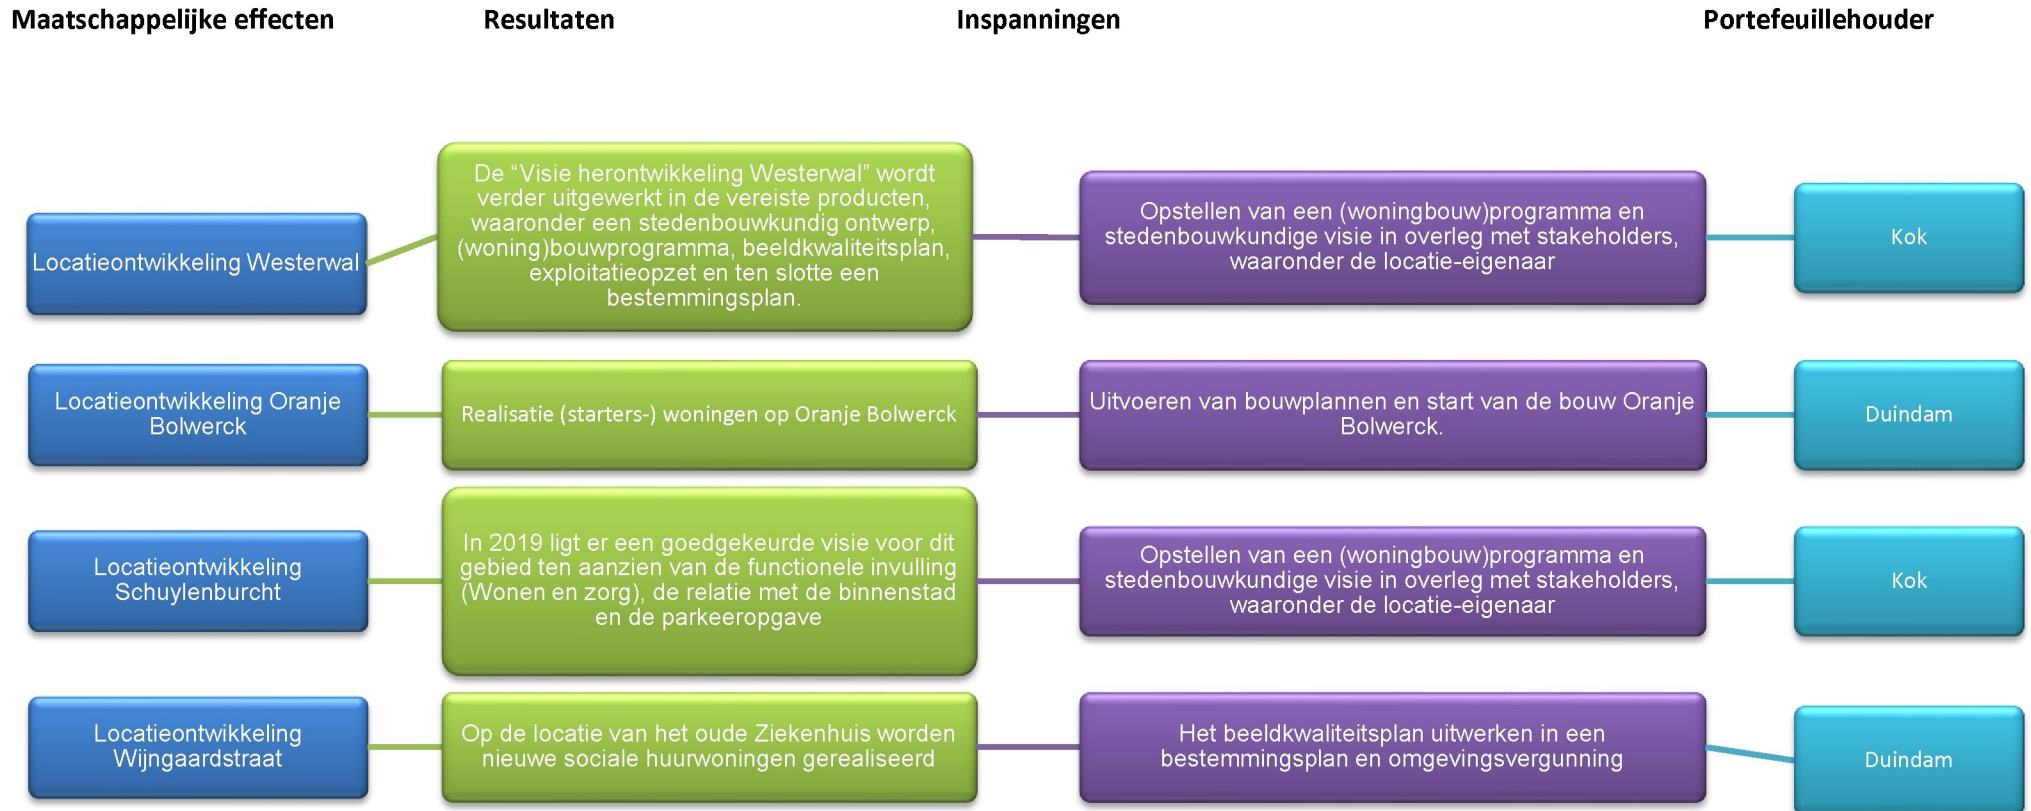 Maatschappelijke effecten
Resultaten
Inspanningen
Portefeuillehouder
Locatieontwikkeling Westerwal
De “Visie herontwikkeling Westerwal” wordt
verder uitgewerkt in de vereiste producten,
waaronder een stedenbouwkundig ontwerp,
(woning)bouwprogramma, beeldkwaliteitsplan,
exploitatieopzet en ten slotte een
bestemmingsplan.
Opstellen van een (woningbouw)programma en
stedenbouwkundige visie in overleg met stakeholders,
waaronder de locatie-eigenaar
Kok
Locatieontwikkeling Oranje
Bolwerck
Realisatie (starters-) woningen op Oranje Bolwerck
Uitvoeren van bouwplannen en start van de bouw Oranje
Bolwerck.
Duindam
Locatieontwikkeling
Schuylenburcht
In 2019 ligt er een goedgekeurde visie voor dit
gebied ten aanzien van de functionele invulling
(Wonen en zorg), de relatie met de binnenstad
en de parkeeropgave
Opstellen van een (woningbouw)programma en
stedenbouwkundige visie in overleg met stakeholders,
waaronder de locatie-eigenaar
Kok
Locatieontwikkeling
Wijngaardstraat
Op de locatie van het oude Ziekenhuis worden
nieuwe sociale huurwoningen gerealiseerd
Het beeldkwaliteitsplan uitwerken in een
bestemmingsplan en omgevingsvergunning
Duindam